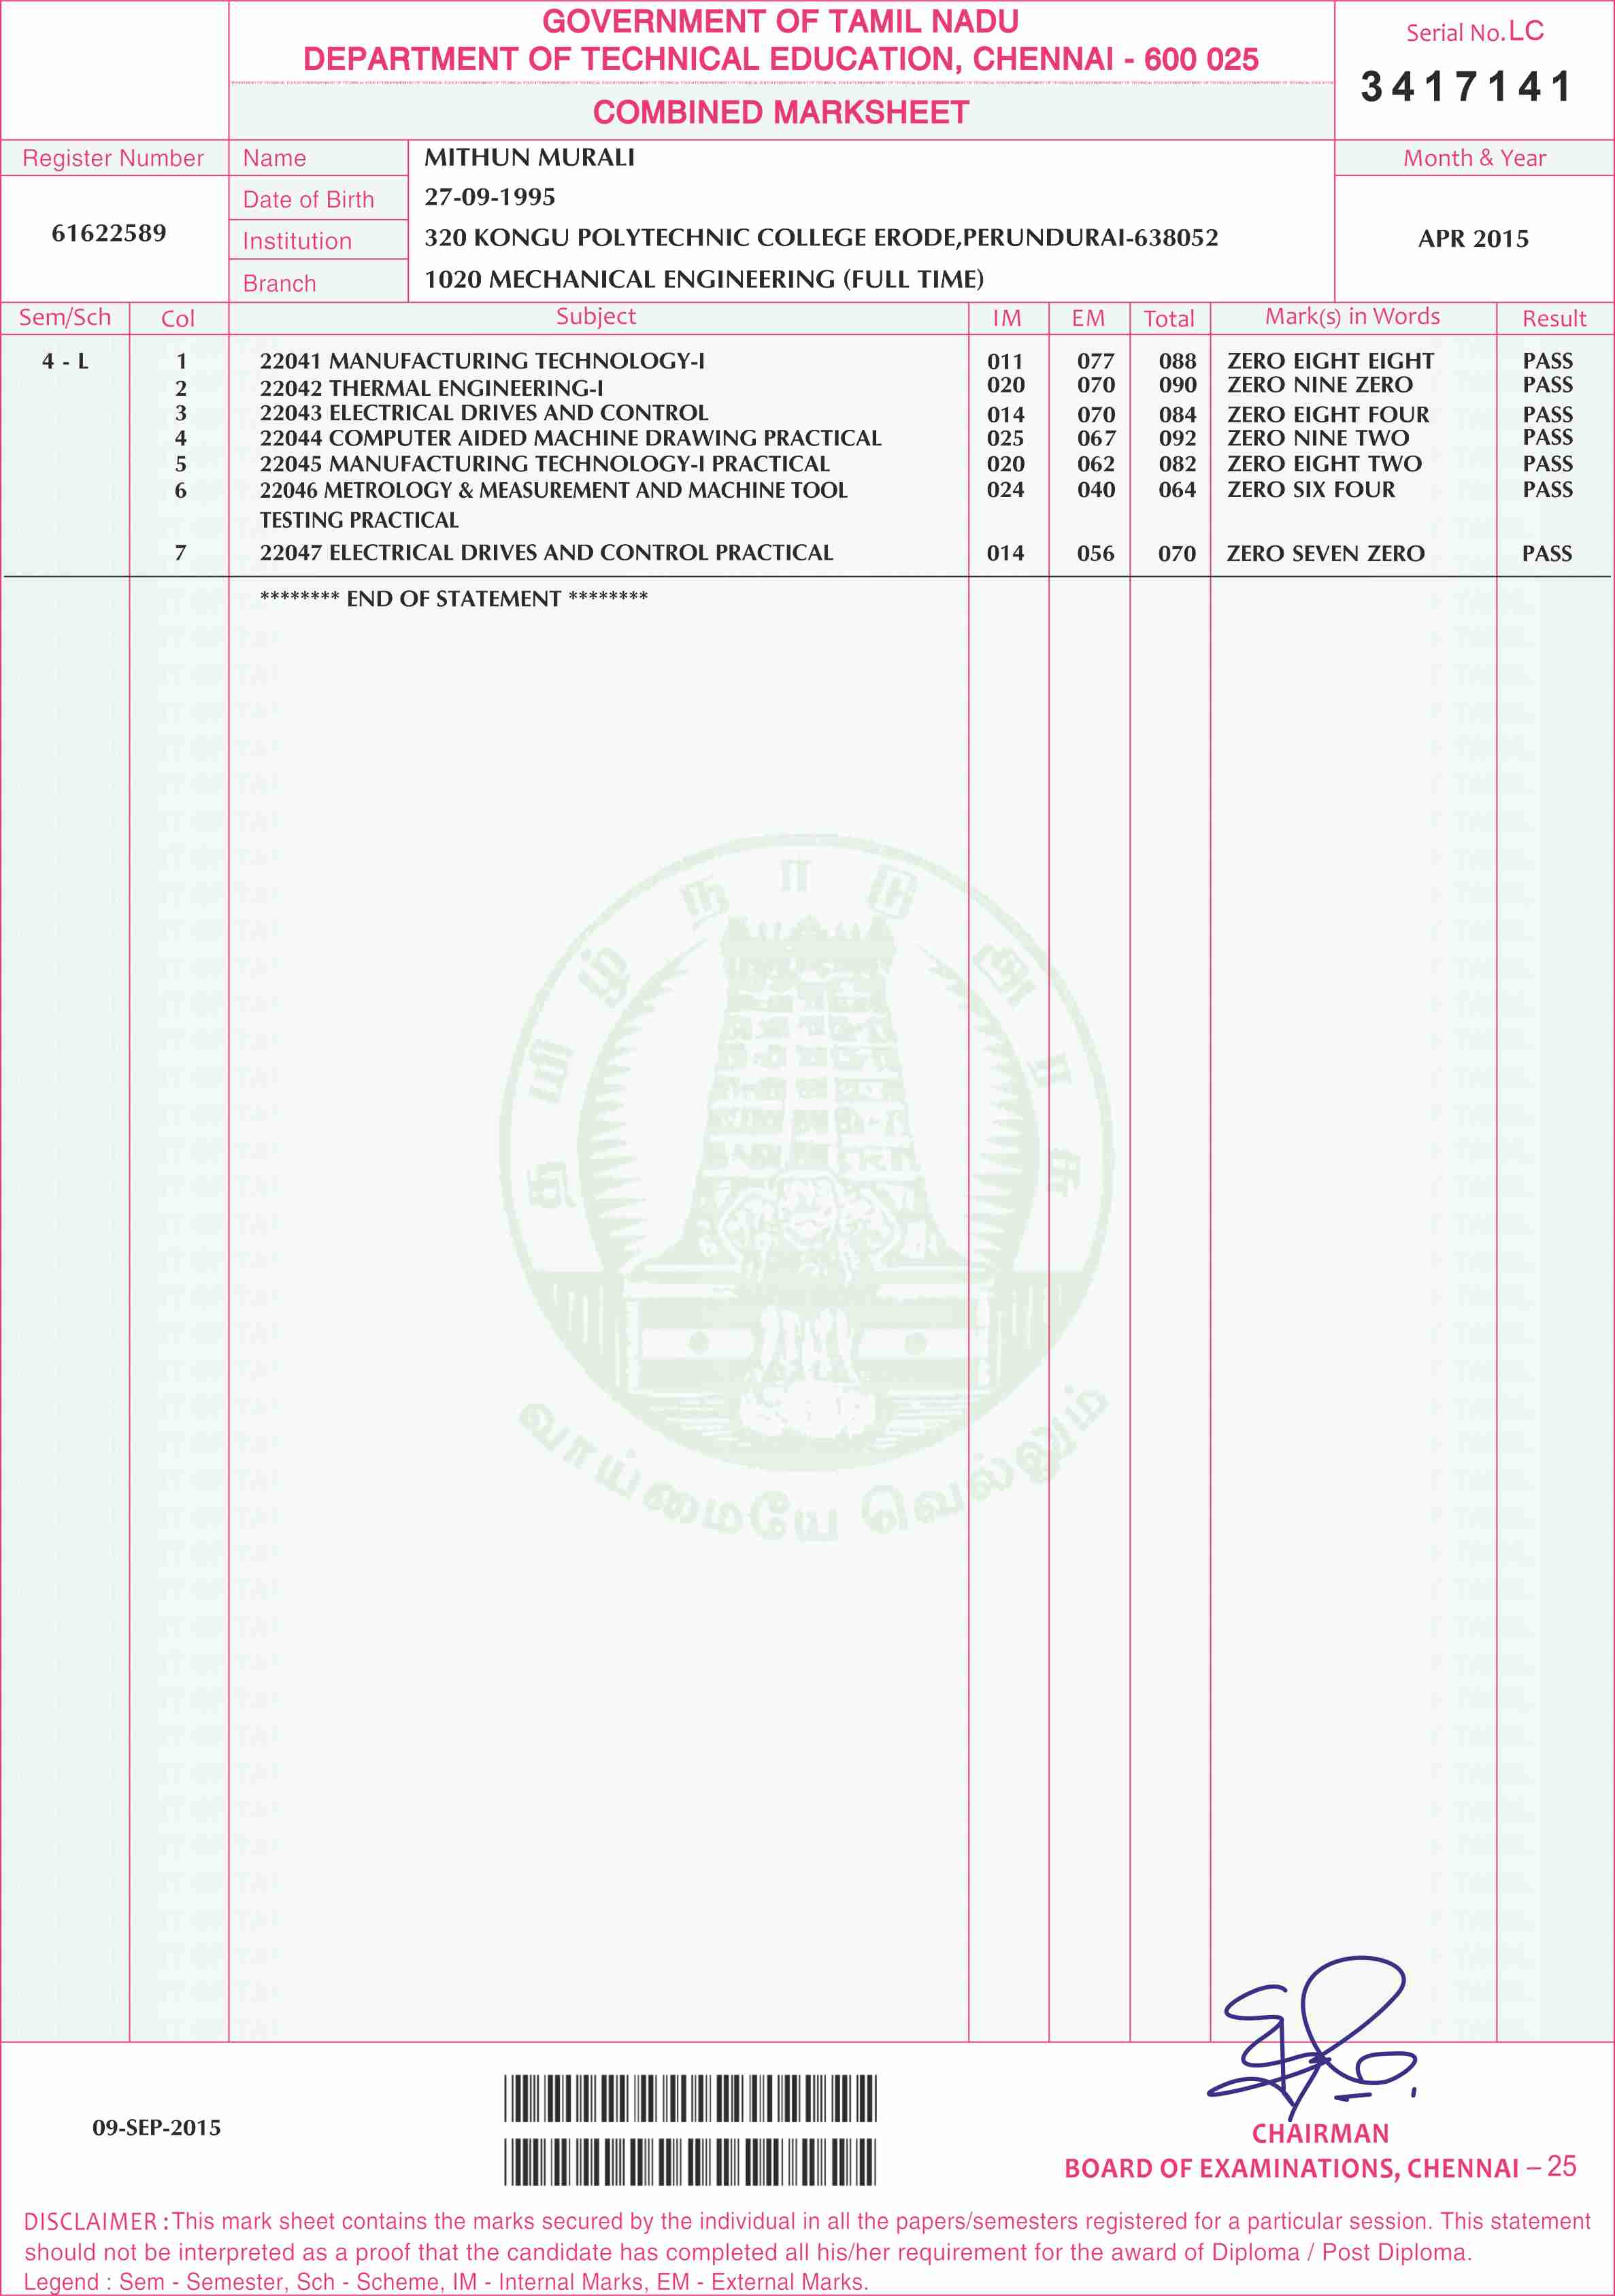 GOVERNMENT OF TAMIL NADU
DEPARTMENT OF TECHNICAL EDUCATION, CHENNAI - 600 025
COMBINED MARKSHEET
Serial No. LC
3417141
Register Number
61622589
Name MITHUN MURALI
Date of Birth 27-09-1995
Institution 320 KONGU POLYTECHNIC COLLEGE ERODE,PERUNDURAI-638052
Branch 1020 MECHANICAL ENGINEERING (FULL TIME)
Month & Year
APR 2015
Sem/Sch Col Subject IM EM Total Mark(s) in Words Result
4 - L 1 22041 MANUFACTURING TECHNOLOGY-I 011 077 088 ZERO EIGHT EIGHT PASS
2 22042 THERMAL ENGINEERING-I 020 070 090 ZERO NINE ZERO PASS
3 22043 ELECTRICAL DRIVES AND CONTROL 014 070 084 ZERO EIGHT FOUR PASS
4 22044 COMPUTER AIDED MACHINE DRAWING PRACTICAL 025 067 092 ZERO NINE TWO PASS
5 22045 MANUFACTURING TECHNOLOGY-I PRACTICAL 020 062 082 ZERO EIGHT TWO PASS
6 22046 METROLOGY & MEASUREMENT AND MACHINE TOOL 024 040 064 ZERO SIX FOUR PASS
TESTING PRACTICAL
7 22047 ELECTRICAL DRIVES AND CONTROL PRACTICAL 014 056 070 ZERO SEVEN ZERO PASS
******** END OF STATEMENT ********
தமிழ் நாடு அரசு
வாய்மையே வெல்லும்
09-SEP-2015
CHAIRMAN
BOARD OF EXAMINATIONS, CHENNAI – 25
DISCLAIMER : This mark sheet contains the marks secured by the individual in all the papers/semesters registered for a particular session. This statement
should not be interpreted as a proof that the candidate has completed all his/her requirement for the award of Diploma / Post Diploma.
Legend : Sem - Semester, Sch - Scheme, IM - Internal Marks, EM - External Marks.